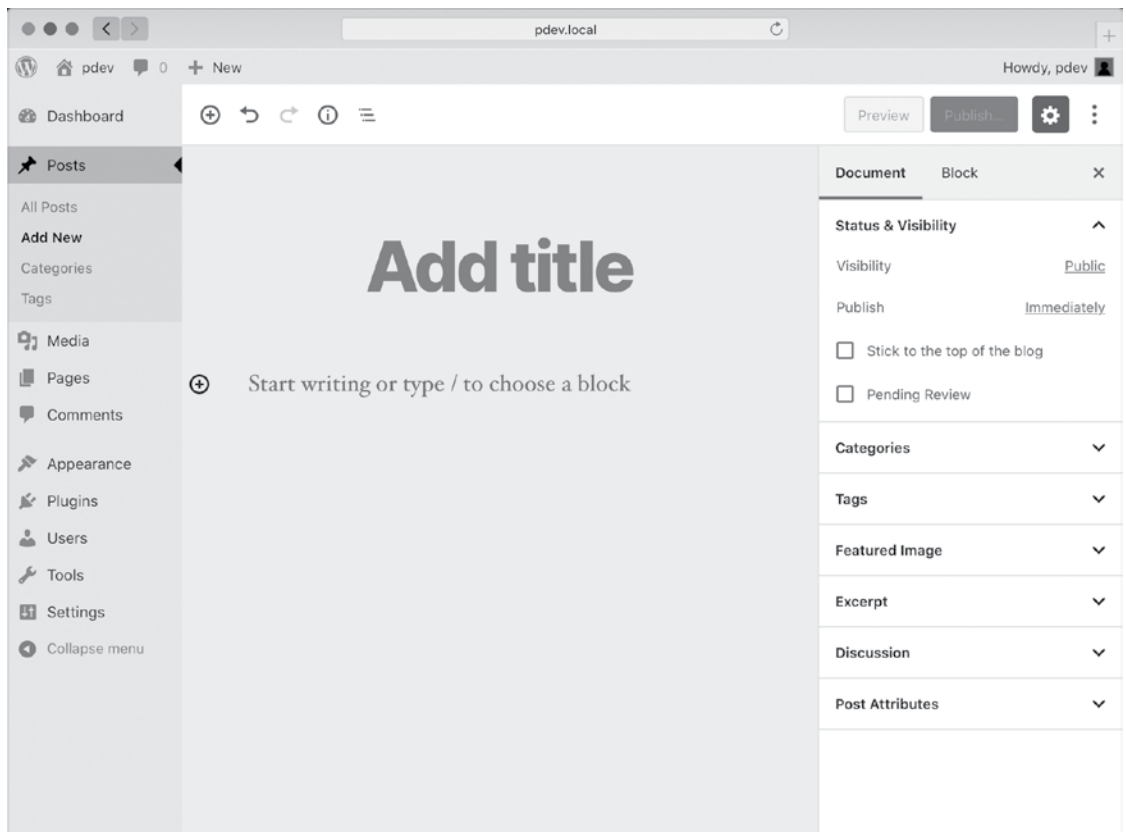 pdev.local
pdev 0 New Howdy, pdev
Dashboard
Posts
All Posts
Add New
Categories
Tags
Media
Pages
Comments
Appearance
Plugins
Users
Tools
Settings
Collapse menu
Preview Publish...
Add title
Start writing or type / to choose a block
Document Block
Status & Visibility
Visibility Public
Publish Immediately
Stick to the top of the blog
Pending Review
Categories
Tags
Featured Image
Excerpt
Discussion
Post Attributes